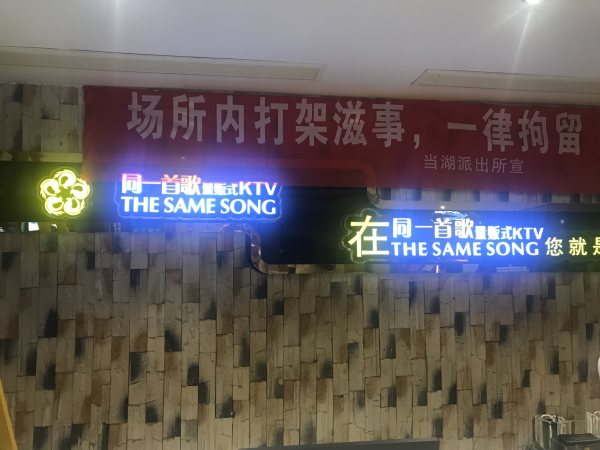 场所内打架滋事，一律拘留
当湖派出所宣
同一首歌量贩式KTV
THE SAME SONG
在同一首歌量贩式KTV
THE SAME SONG 您就是